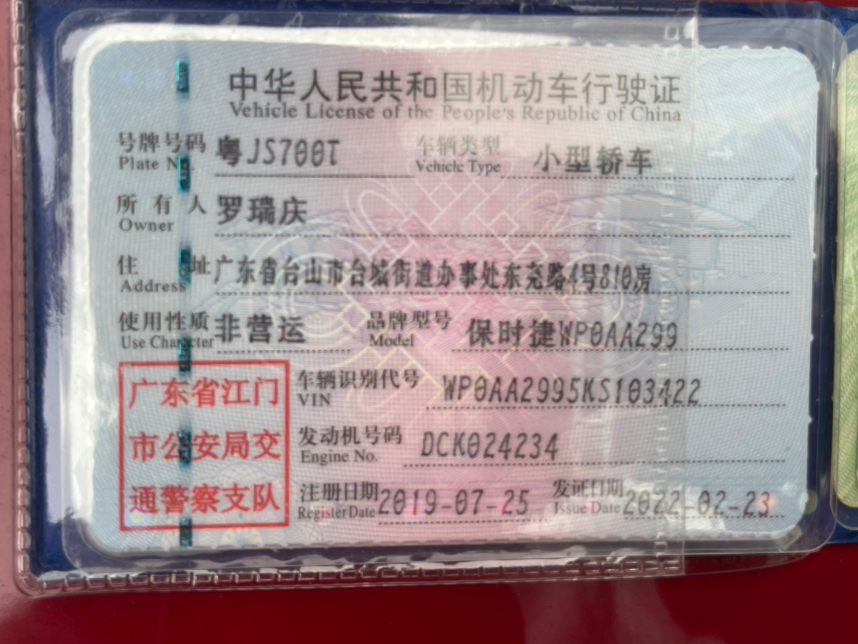 中华人民共和国机动车行驶证
Vehicle License of the People's Republic of China
号牌号码 粤JS700T 车辆类型 小型轿车
Plate No. Vehicle Type
所有人 罗瑞庆
Owner
住址 广东省台山市台城街道办事处东尧路4号810房
Address
使用性质 非营运 品牌型号 保时捷WP0AA299
Use Character Model
广东省江门
市公安局交
通警察支队
车辆识别代号 WP0AA2995KS103422
VIN
发动机号码 DCK024234
Engine No.
注册日期 2019-07-25 发证日期 2022-02-23
Register Date Issue Date